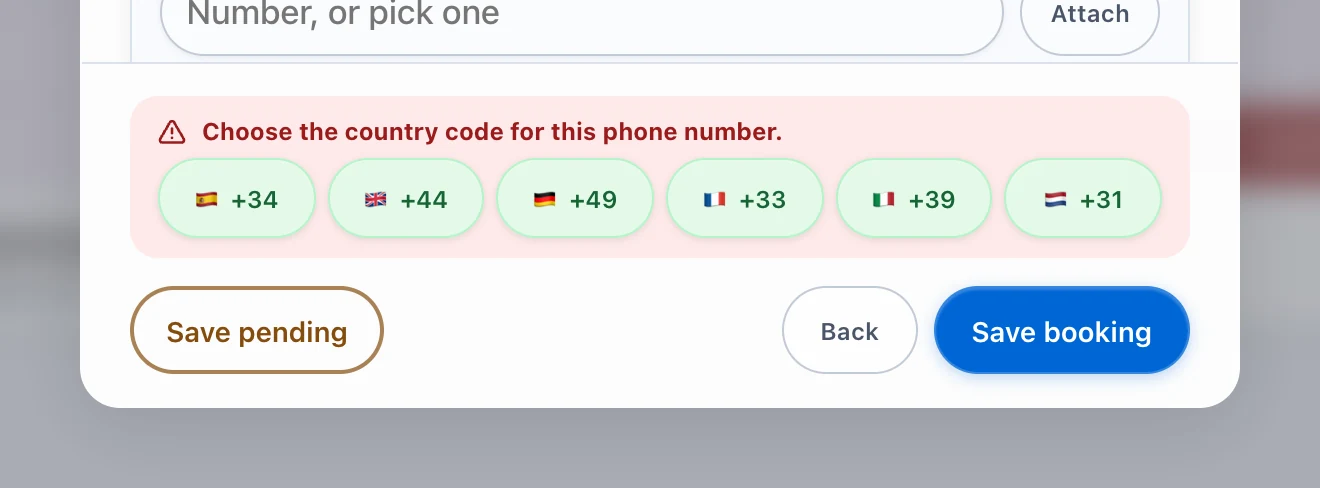 Number, or pick one
Attach
Choose the country code for this phone number.
+34
+44
+49
+33
+39
+31
Save pending
Back
Save booking